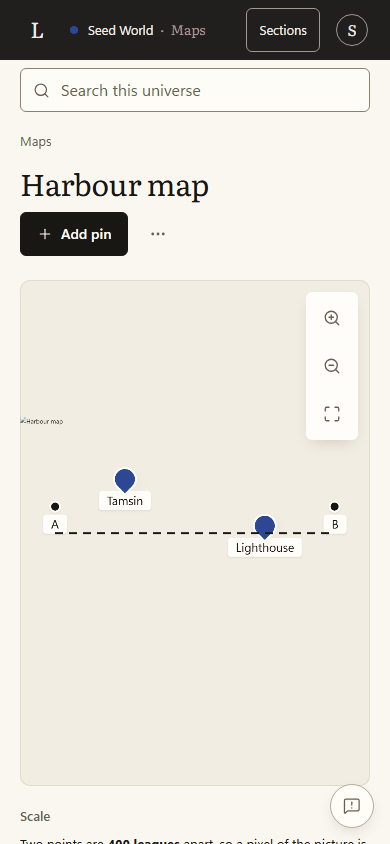 L
Seed World · Maps
Sections
S
Search this universe
Maps
Harbour map
Add pin
Harbour map
Tamsin
A
B
Lighthouse
Scale
Two points are 400 leagues apart, so a pixel of the picture is